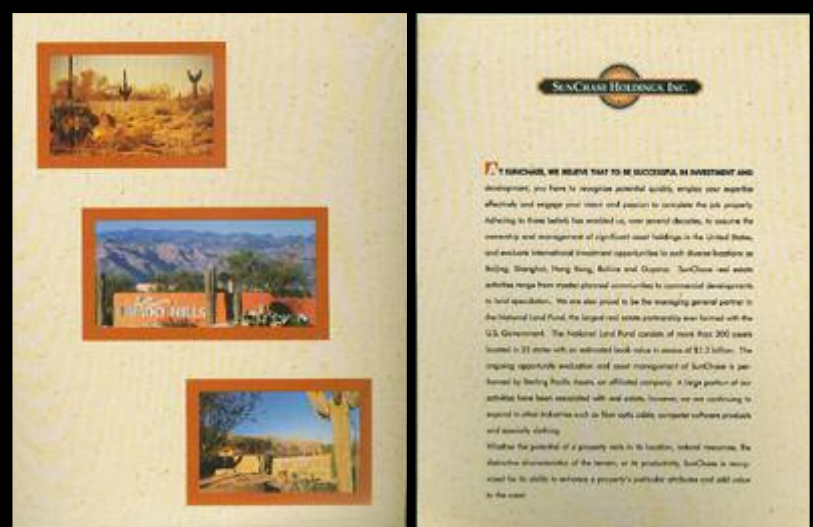 HILLS
SUNCHASE HOLDINGS, INC.
AT SUNCHASE, WE BELIEVE THAT TO BE SUCCESSFUL IN INVESTMENT AND
development, you have to recognize potential quality, employ your expertise
effectively and engage your vision and passion to complete the job properly.
Adhering to these beliefs has enabled us, over several decades, to assume the
ownership and management of significant asset holdings in the United States,
and evaluate international investment opportunities in such diverse locations as
Beijing, Shanghai, Hong Kong, Bolivia and Guyana. SunChase real estate
activities range from master-planned communities to commercial developments
to land speculation. We are also proud to be the managing general partner in
the National Land Fund, the largest real estate partnership ever formed with the
U.S. Government. The National Land Fund consists of more than 300 assets
located in 23 states with an estimated book value in excess of $1.3 billion. The
ongoing opportunity evaluation and asset management of SunChase is per-
formed by Sterling Pacific Assets, an affiliated company. A large portion of our
activities have been associated with real estate, however, we are continuing to
expand in other industries such as fiber optic cable, computer software products
and specialty clothing.
Whether the potential of a property rests in its location, natural resources, the
distinctive characteristics of the terrain, or its productivity, SunChase is recog-
nized for its ability to enhance a property's particular attributes and add value
to the asset.